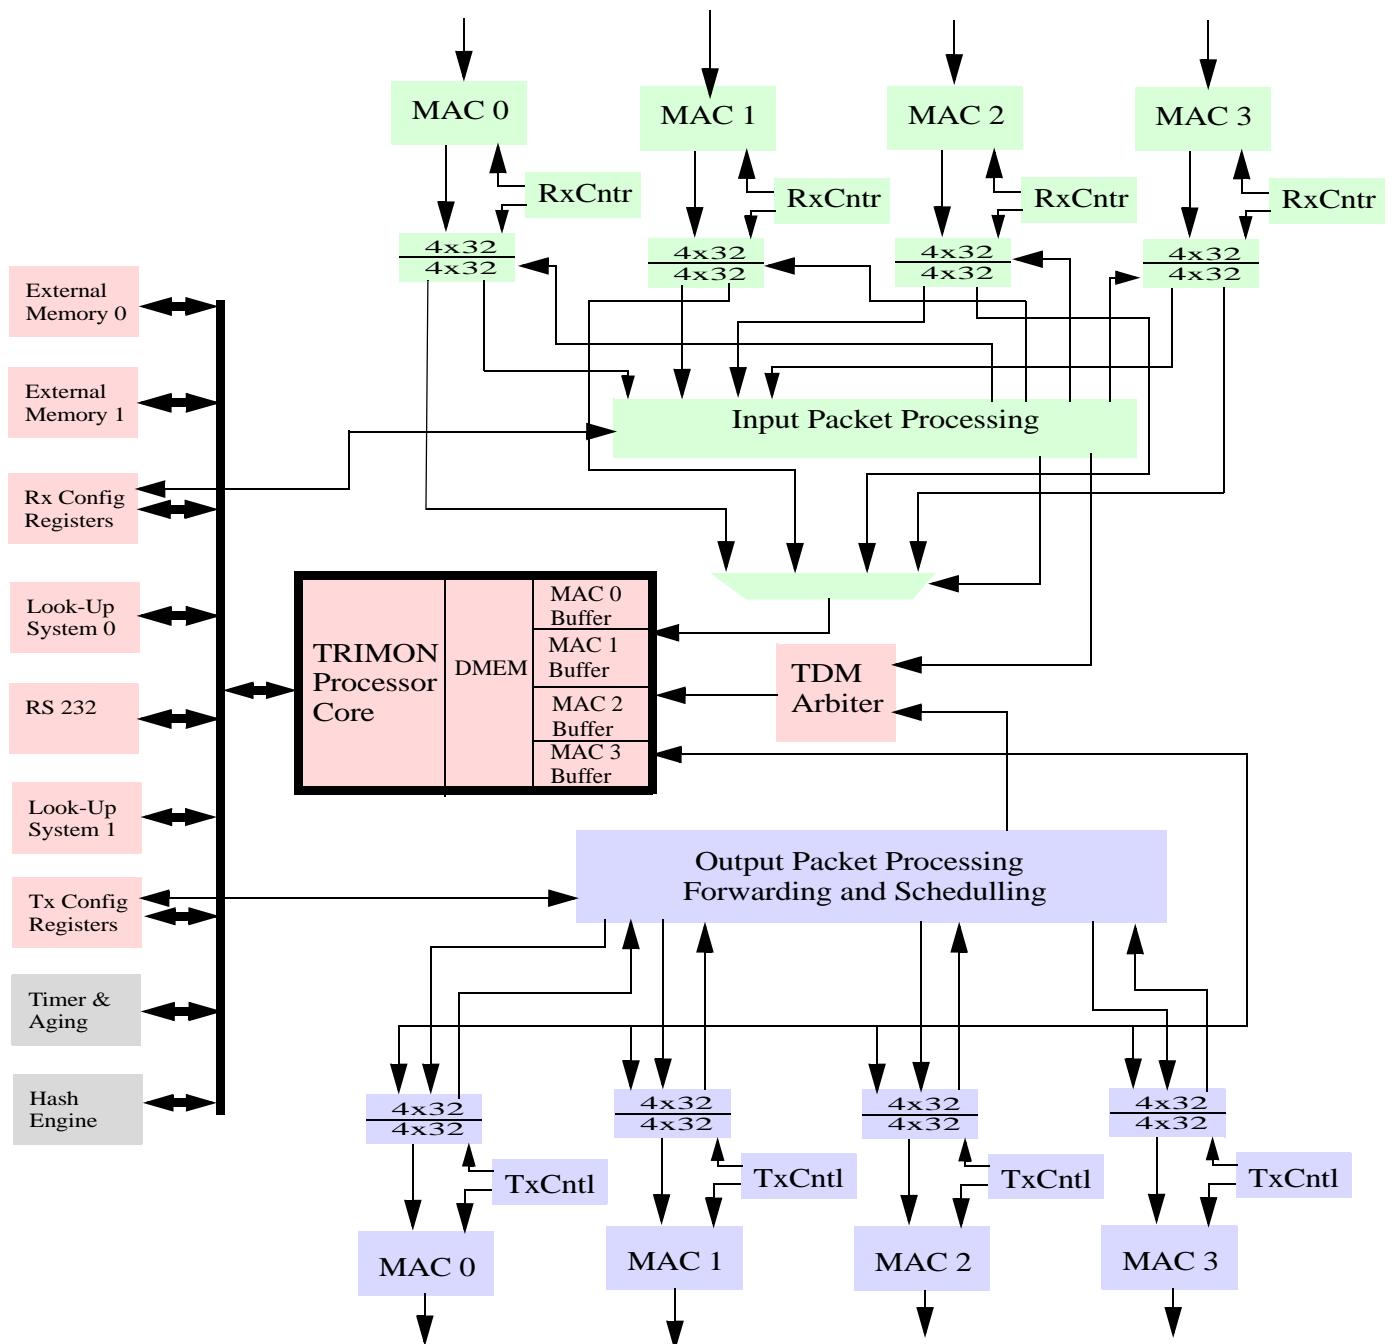 MAC 0
MAC 1
MAC 2
MAC 3
RxCntr
RxCntr
RxCntr
RxCntr
4x32
4x32
4x32
4x32
4x32
4x32
4x32
4x32
External
Memory 0
External
Memory 1
Rx Config
Registers
Look-Up
System 0
RS 232
Look-Up
System 1
Tx Config
Registers
Timer &
Aging
Hash
Engine
Input Packet Processing
TRIMON
Processor
Core
DMEM
MAC 0
Buffer
MAC 1
Buffer
MAC 2
Buffer
MAC 3
Buffer
TDM
Arbiter
Output Packet Processing
Forwarding and Schedulling
4x32
4x32
4x32
4x32
4x32
4x32
4x32
4x32
TxCntl
TxCntl
TxCntl
TxCntl
MAC 0
MAC 1
MAC 2
MAC 3